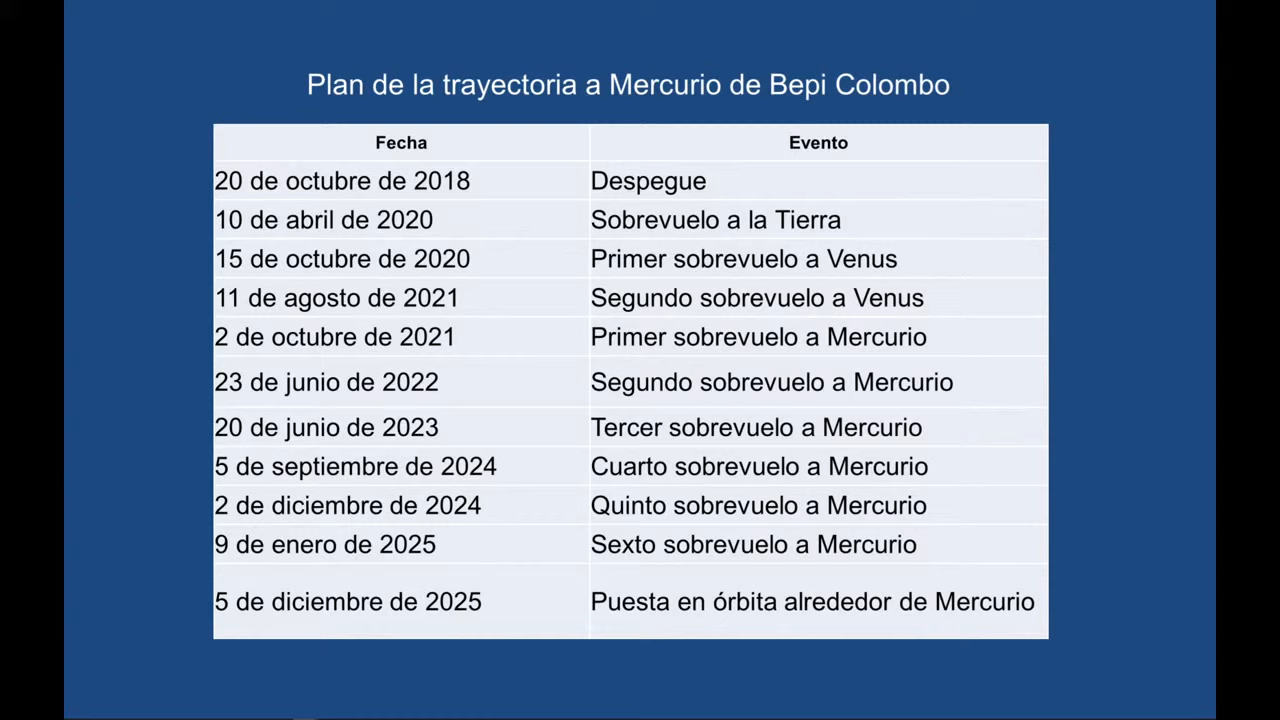 Plan de la trayectoria a Mercurio de Bepi Colombo
Fecha Evento
20 de octubre de 2018 Despegue
10 de abril de 2020 Sobrevuelo a la Tierra
15 de octubre de 2020 Primer sobrevuelo a Venus
11 de agosto de 2021 Segundo sobrevuelo a Venus
2 de octubre de 2021 Primer sobrevuelo a Mercurio
23 de junio de 2022 Segundo sobrevuelo a Mercurio
20 de junio de 2023 Tercer sobrevuelo a Mercurio
5 de septiembre de 2024 Cuarto sobrevuelo a Mercurio
2 de diciembre de 2024 Quinto sobrevuelo a Mercurio
9 de enero de 2025 Sexto sobrevuelo a Mercurio
5 de diciembre de 2025 Puesta en órbita alrededor de Mercurio